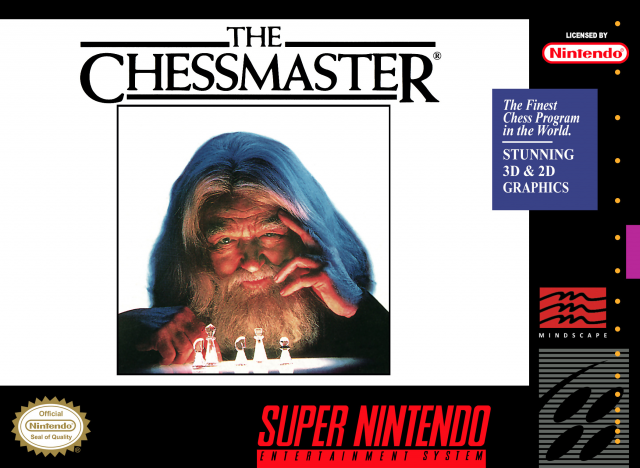 THE
CHESSMASTER®
LICENSED BY
Nintendo®
The Finest
Chess Program
in the World.
STUNNING
3D & 2D
GRAPHICS
MINDSCAPE
Official
Nintendo
Seal of Quality
SUPER NINTENDO
ENTERTAINMENT SYSTEM